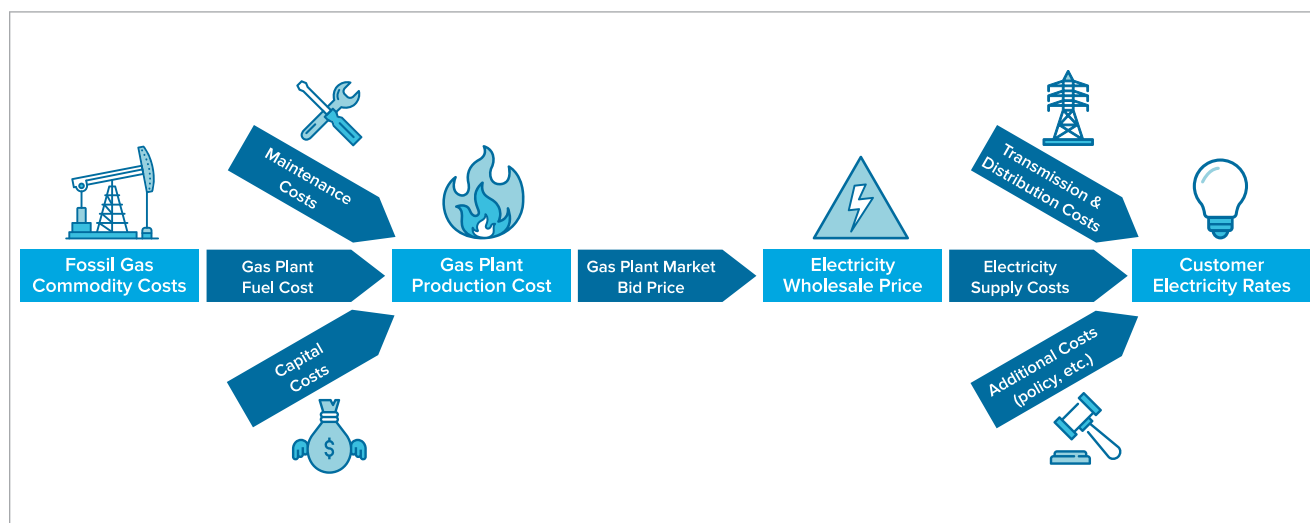 Maintenance
Costs
Transmission &
Distribution Costs
Fossil Gas
Commodity Costs
Gas Plant
Fuel Cost
Gas Plant
Production Cost
Gas Plant Market
Bid Price
Electricity
Wholesale Price
Electricity
Supply Costs
Customer
Electricity Rates
Capital
Costs
$
Additional Costs
(policy, etc.)